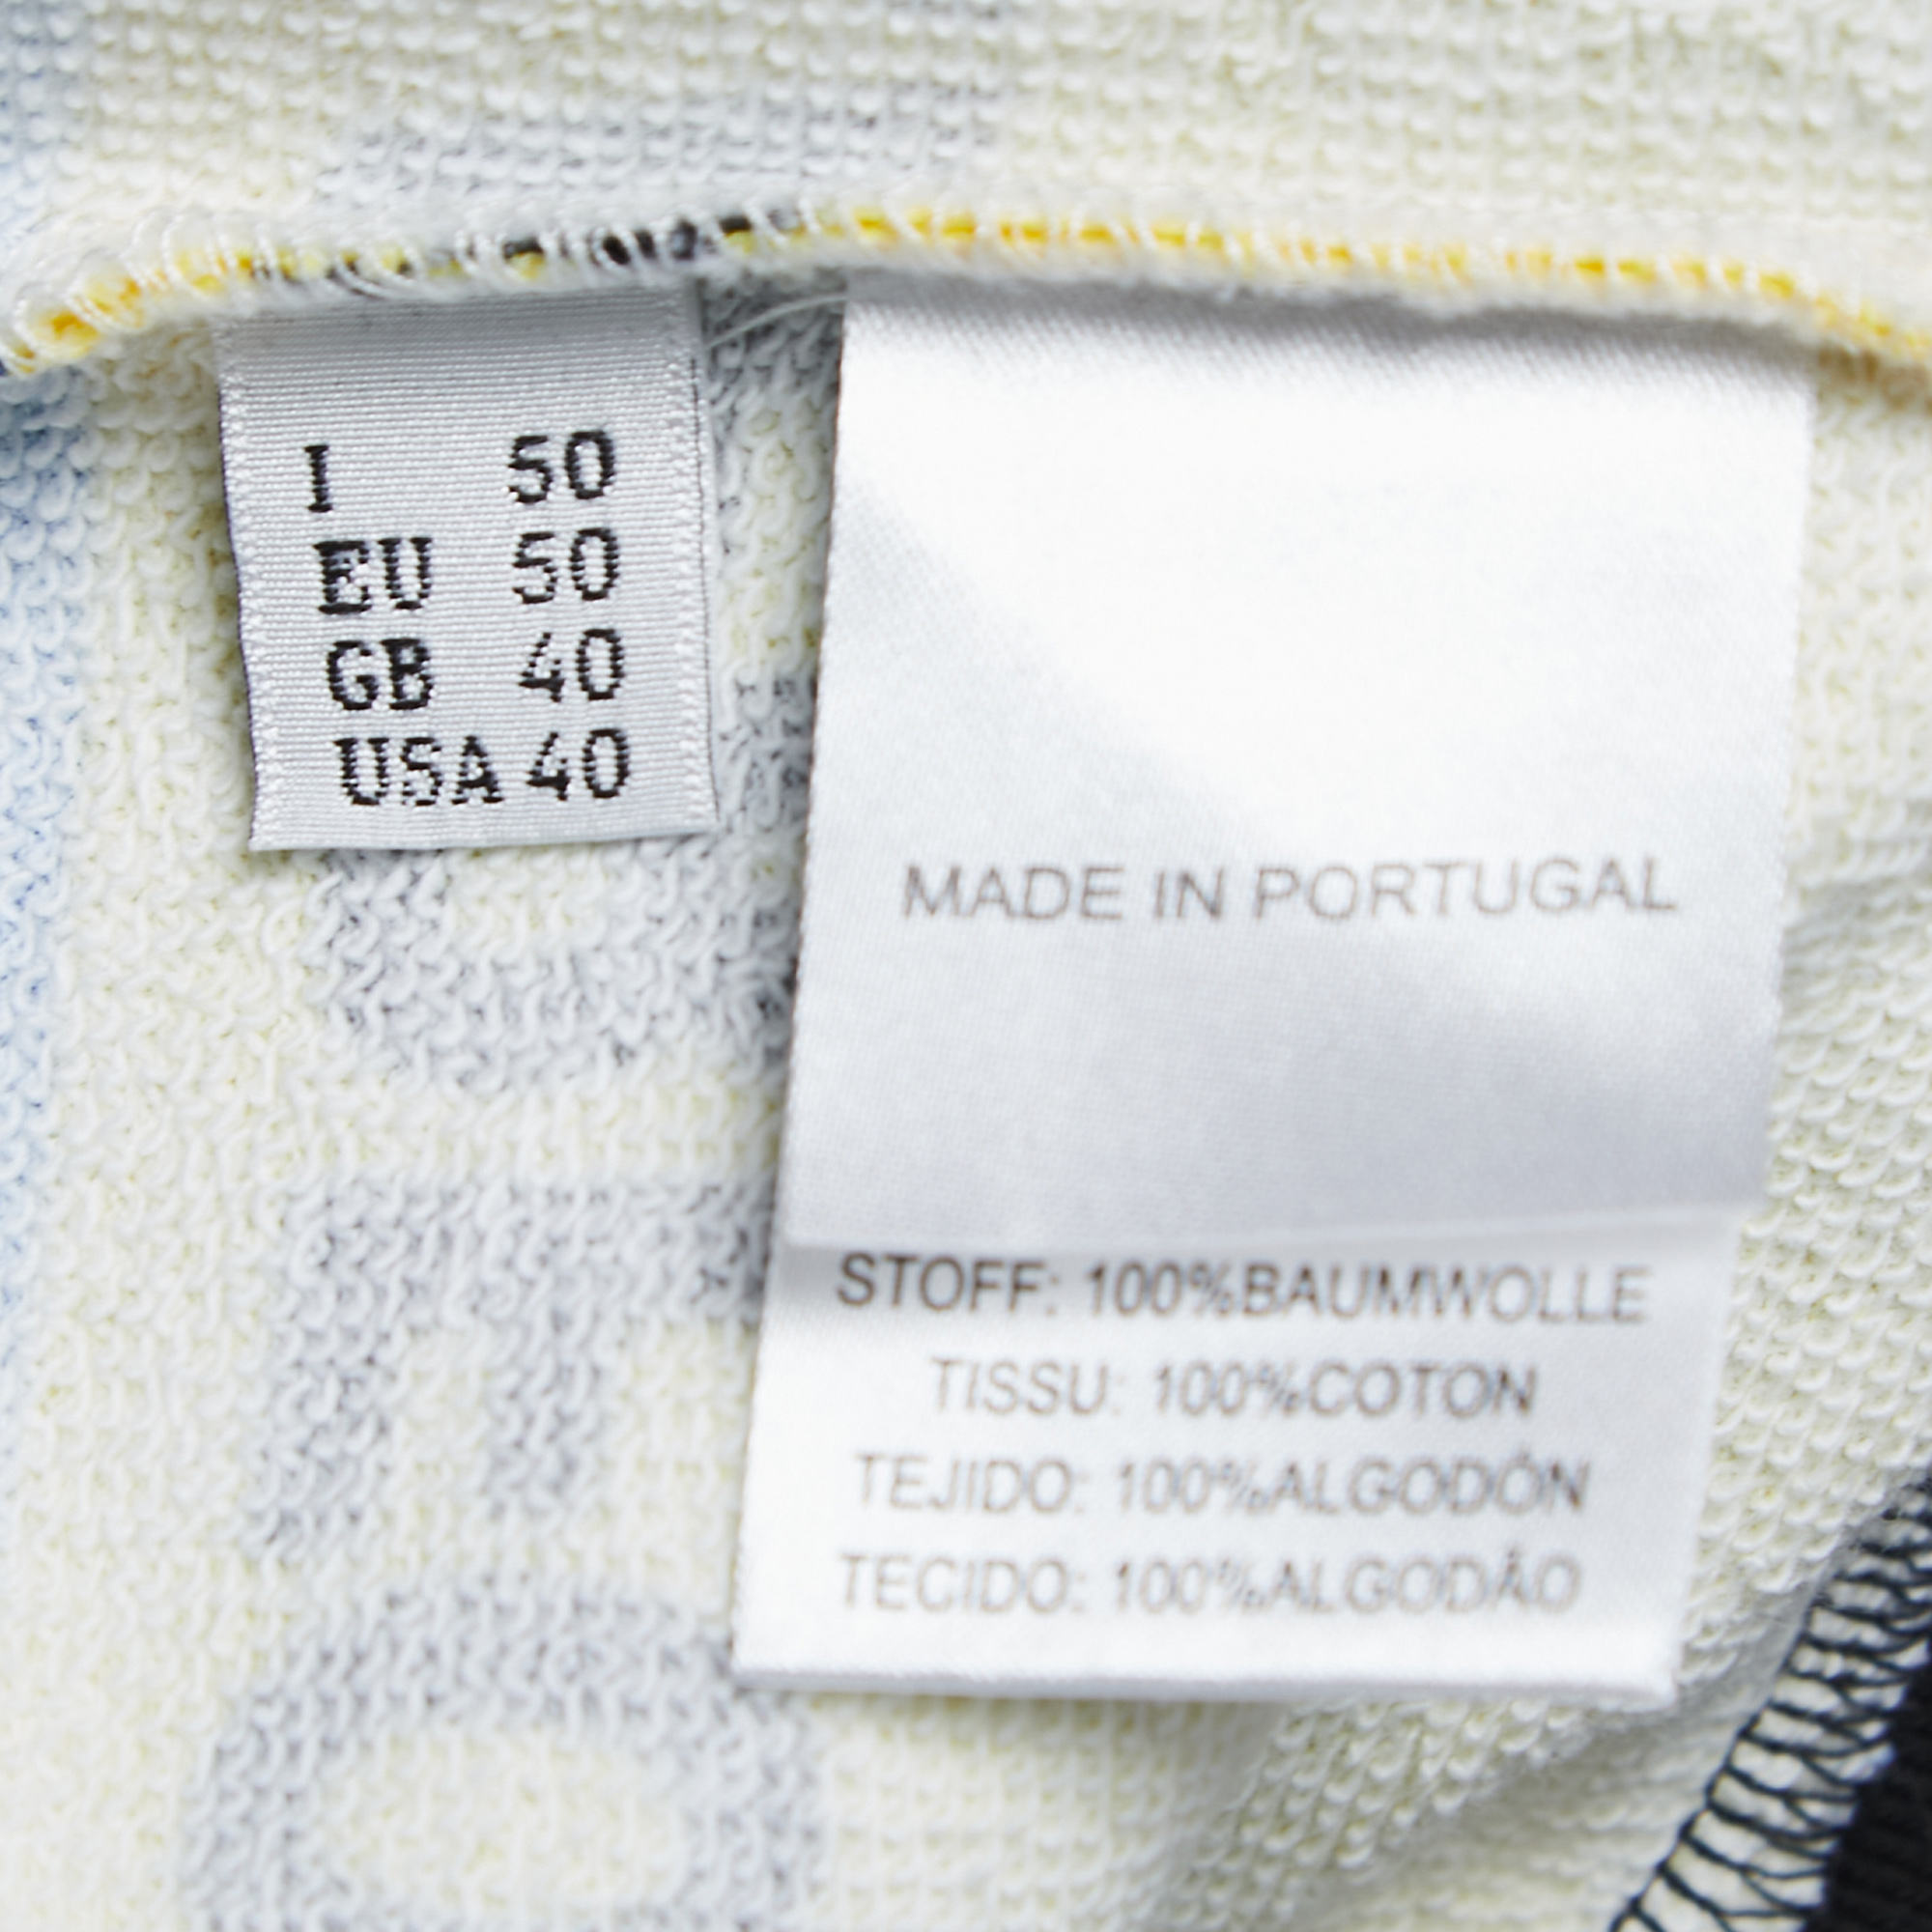 I 50
EU 50
GB 40
USA 40
MADE IN PORTUGAL
STOFF: 100%BAUMWOLLE
TISSU: 100%COTON
TEJIDO: 100%ALGODÓN
TECIDO: 100%ALGODÃO